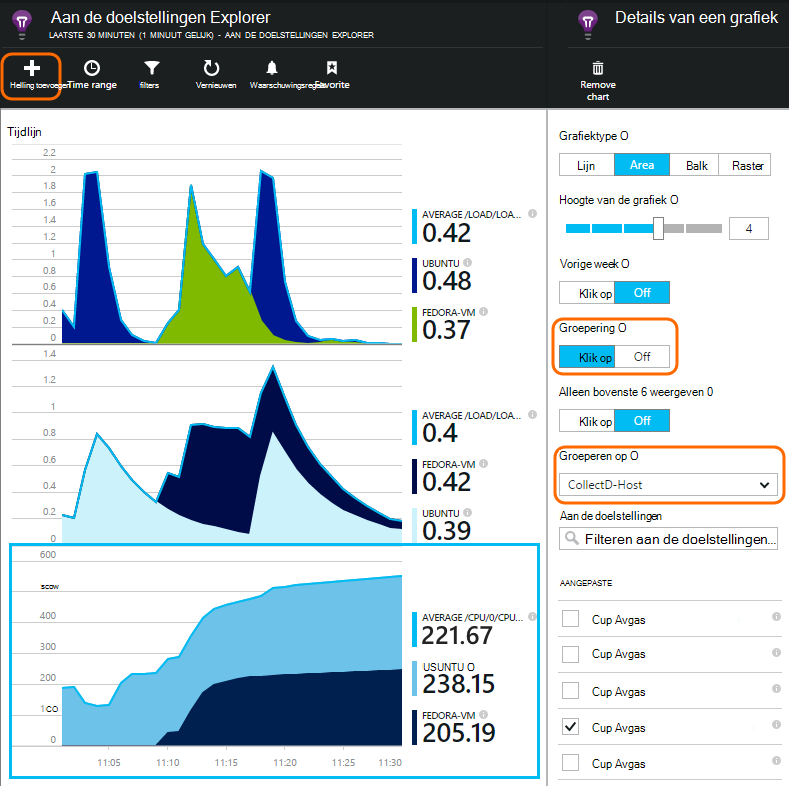 Aan de doelstellingen Explorer
LAATSTE 30 MINUTEN (1 MINUUT GELIJK) - AAN DE DOELSTELLINGEN EXPLORER
Helling toevoegen
Time range
filters
Vernieuwen
Waarschuwingsregels
Favorite
Tijdlijn
2.2
2
1.8
1.6
1.4
1.2
1
0.8
0.6
0.4
0.2
0
AVERAGE /LOAD/LOA...
0.42
UBUNTU
0.48
FEDORA-VM
0.37
1.4
1.2
1
0.8
0.6
0.4
0.2
0
AVERAGE /LOAD/LOA...
0.4
FEDORA-VM
0.42
UBUNTU
0.39
600
scow
400
300
200
1 CO
0
11:05
11:10
11:15
11:20
11:25
11:30
AVERAGE /CPU/0/CPU...
221.67
USUNTU O
238.15
FEDORA-VM
205.19
Details van een grafiek
Remove
chart
Grafiektype O
Lijn Area Balk Raster
Hoogte van de grafiek O
4
Vorige week O
Klik op Off
Groepering O
Klik op Off
Alleen bovenste 6 weergeven 0
Klik op Off
Groeperen op O
CollectD-Host
Aan de doelstellingen
Filteren aan de doelstellingen...
AANGEPASTE
Cup Avgas
Cup Avgas
Cup Avgas
Cup Avgas
Cup Avgas